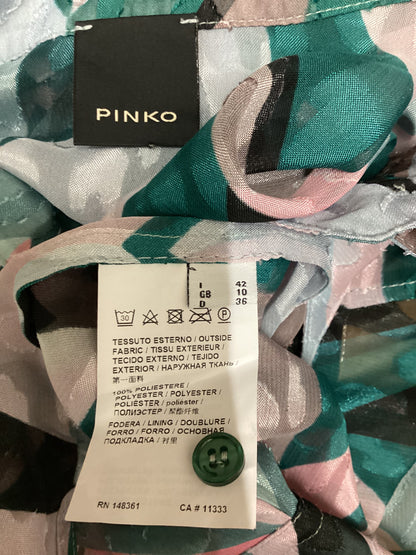 PINKO
I 42
GB 10
D 36
30
P
TESSUTO ESTERNO / OUTSIDE
FABRIC / TISSU EXTERIEUR /
TECIDO EXTERNO / TEJIDO
EXTERIOR / НАРУЖНАЯ ТКАНЬ /
第一面料
100% POLIESTERE /
POLYESTER / POLYESTER /
POLIÉSTER / poliéster /
ПОЛИЭСТЕР / 聚酯纤维
FODERA / LINING / DOUBLURE /
FORRO / FORRO / ОСНОВНАЯ
ПОДКЛАДКА / 衬里
RN 148361 CA # 11333